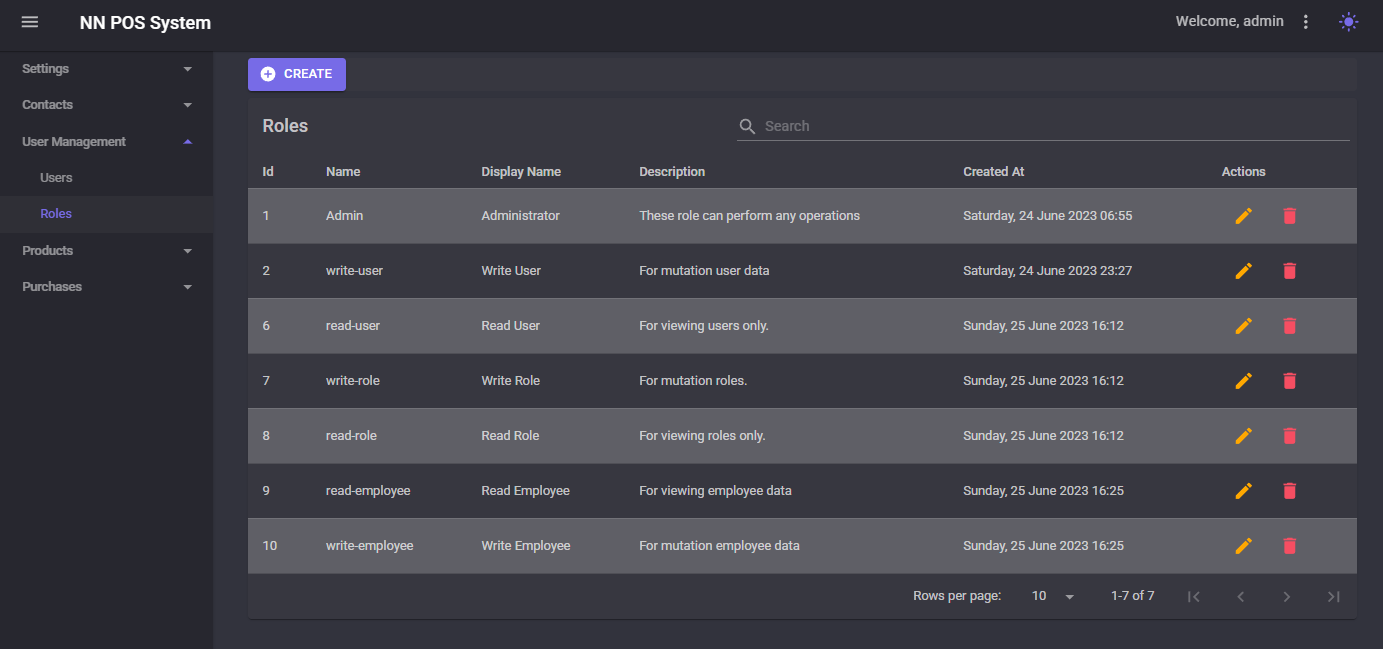 NN POS System
Welcome, admin
Settings
Contacts
User Management
Users
Roles
Products
Purchases
CREATE
Roles
Search
Id Name Display Name Description Created At Actions
1 Admin Administrator These role can perform any operations Saturday, 24 June 2023 06:55
2 write-user Write User For mutation user data Saturday, 24 June 2023 23:27
6 read-user Read User For viewing users only. Sunday, 25 June 2023 16:12
7 write-role Write Role For mutation roles. Sunday, 25 June 2023 16:12
8 read-role Read Role For viewing roles only. Sunday, 25 June 2023 16:12
9 read-employee Read Employee For viewing employee data Sunday, 25 June 2023 16:25
10 write-employee Write Employee For mutation employee data Sunday, 25 June 2023 16:25
Rows per page: 10 1-7 of 7